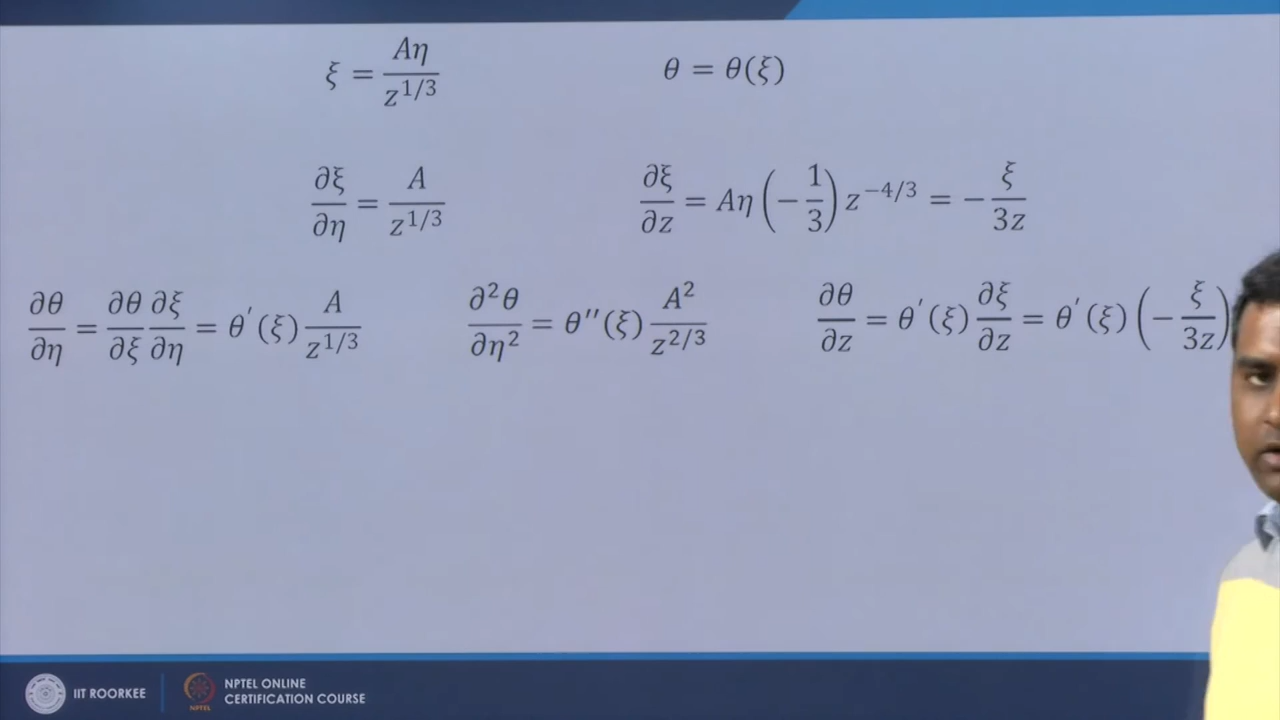 ξ = Aη / z^{1/3}    θ = θ(ξ)
∂ξ/∂η = A / z^{1/3}    ∂ξ/∂z = Aη(−1/3) z^{−4/3} = −ξ/3z
∂θ/∂η = ∂θ/∂ξ ∂ξ/∂η = θ′(ξ) A / z^{1/3}    ∂²θ/∂η² = θ″(ξ) A² / z^{2/3}    ∂θ/∂z = θ′(ξ) ∂ξ/∂z = θ′(ξ)(−ξ/3z)
IIT ROORKEE
NPTEL ONLINE
CERTIFICATION COURSE
NPTEL